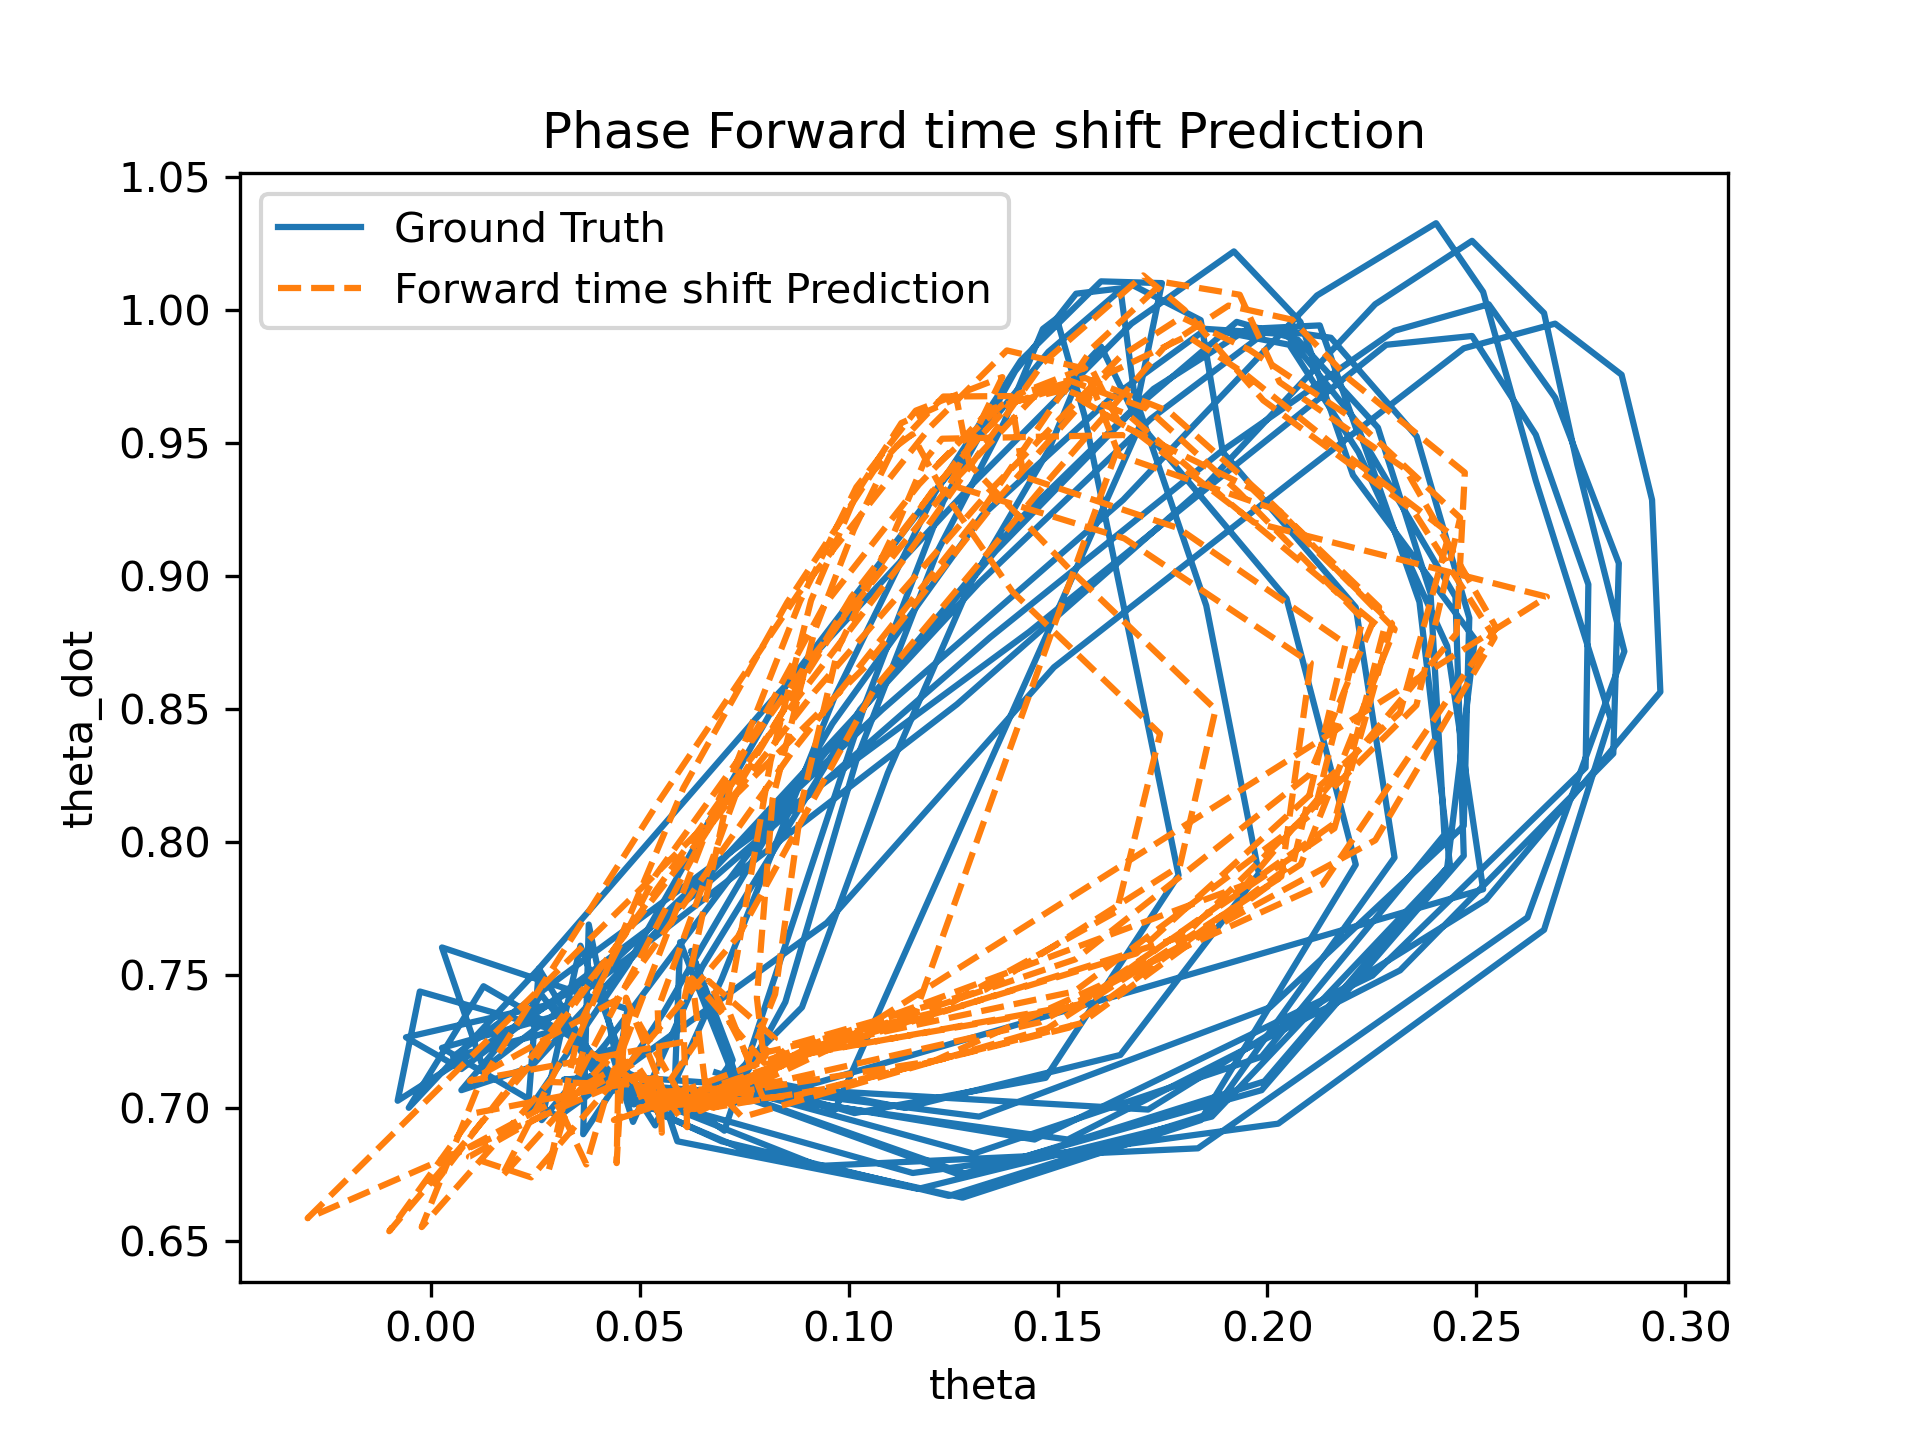 Phase Forward time shift Prediction
Ground Truth
Forward time shift Prediction
1.05
1.00
0.95
0.90
0.85
0.80
0.75
0.70
0.65
theta_dot
0.00 0.05 0.10 0.15 0.20 0.25 0.30
theta